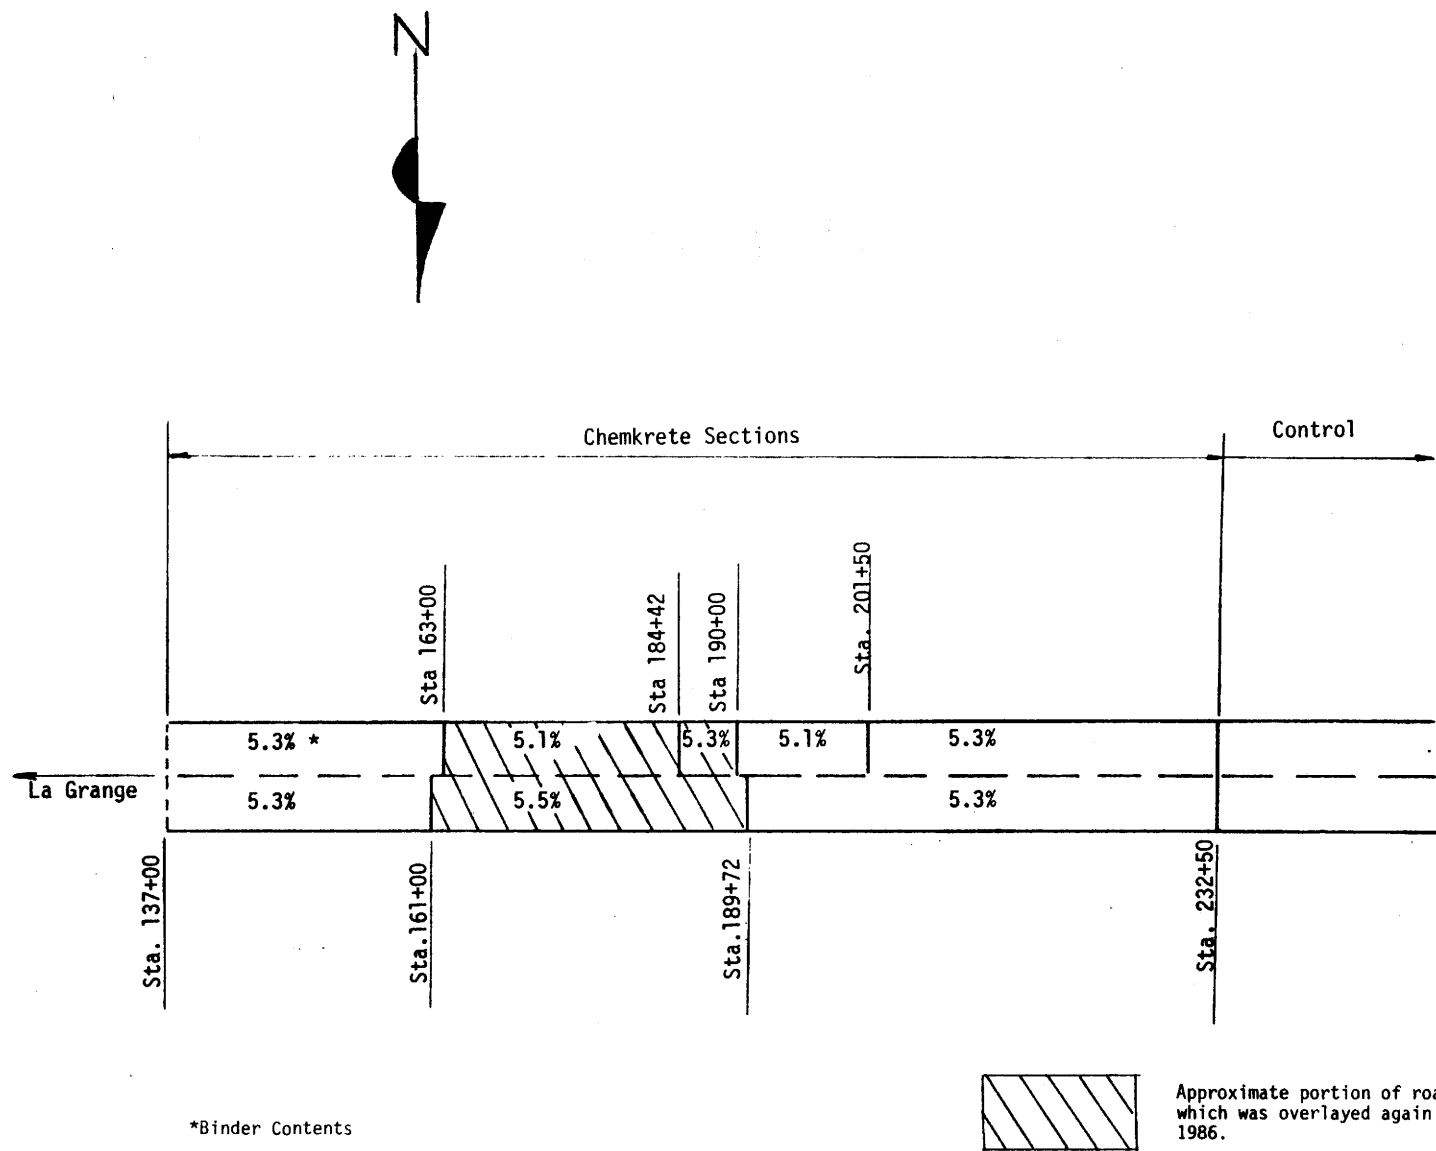 N
Chemkrete Sections
Control
Sta 163+00
Sta 184+42
Sta 190+00
Sta. 201+50
5.3% *
5.1%
5.3%
5.1%
5.3%
La Grange
5.3%
5.5%
5.3%
Sta. 137+00
Sta.161+00
Sta.189+72
Sta. 232+50
*Binder Contents
Approximate portion of
which was overlayed again
1986.